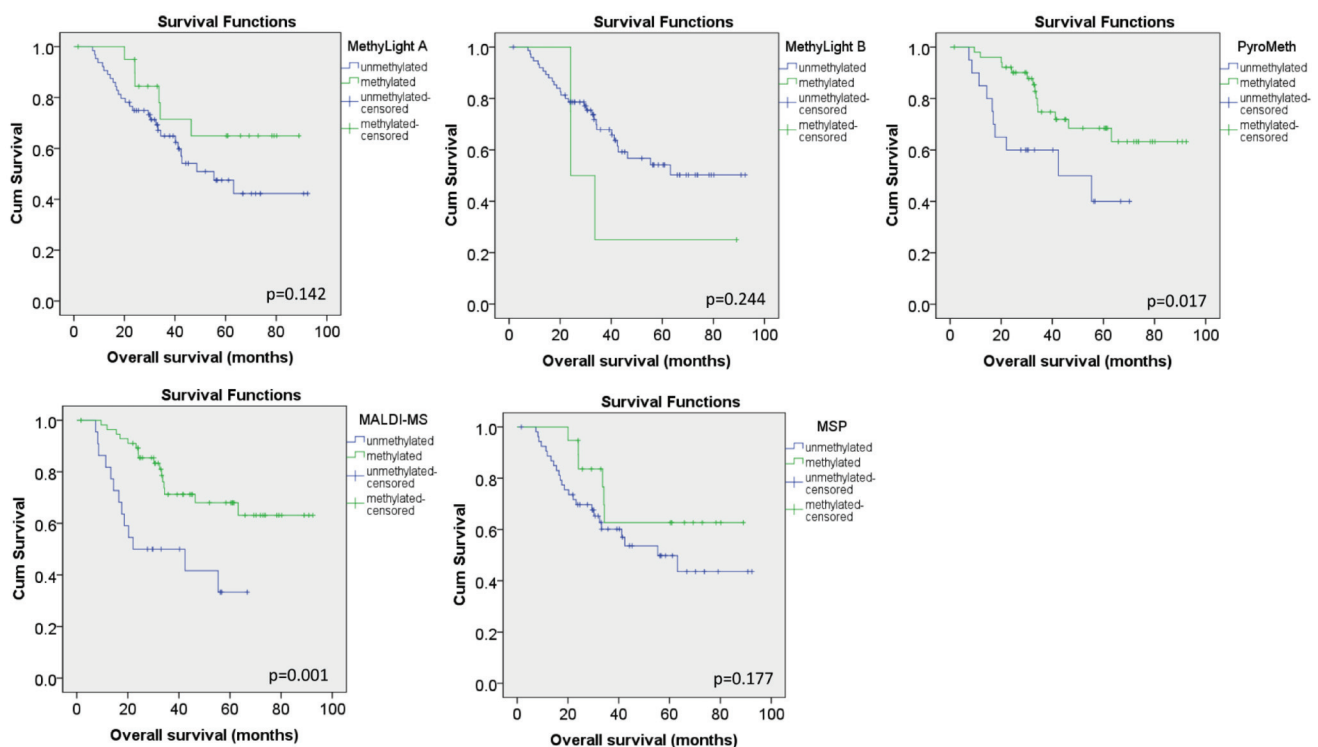 Survival Functions
MethyLight A
unmethylated
methylated
unmethylated-
censored
methylated-
censored
Cum Survival
1.0
0.8
0.6
0.4
0.2
0.0
p=0.142
0 20 40 60 80 100
Overall survival (months)
Survival Functions
MethyLight B
unmethylated
methylated
unmethylated-
censored
methylated-
censored
Cum Survival
1.0
0.8
0.6
0.4
0.2
0.0
p=0.244
0 20 40 60 80 100
Overall survival (months)
Survival Functions
PyroMeth
unmethylated
methylated
unmethylated-
censored
methylated-
censored
Cum Survival
1.0
0.8
0.6
0.4
0.2
0.0
p=0.017
0 20 40 60 80 100
Overall survival (months)
Survival Functions
MALDI-MS
unmethylated
methylated
unmethylated-
censored
methylated-
censored
Cum Survival
1.0
0.8
0.6
0.4
0.2
0.0
p=0.001
0 20 40 60 80 100
Overall survival (months)
Survival Functions
MSP
unmethylated
methylated
unmethylated-
censored
methylated-
censored
Cum Survival
1.0
0.8
0.6
0.4
0.2
0.0
p=0.177
0 20 40 60 80 100
Overall survival (months)